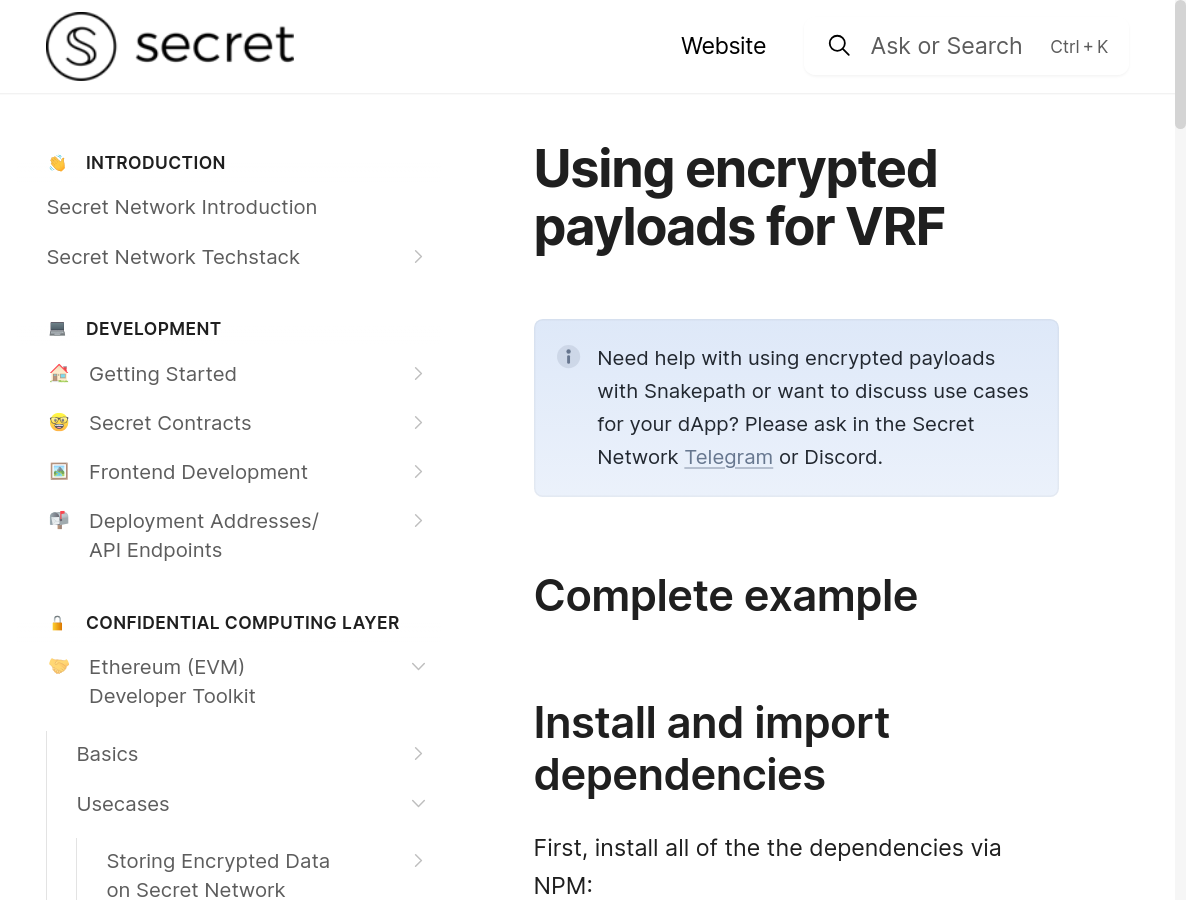 secret
Website
Ask or Search
Ctrl + K
INTRODUCTION
Secret Network Introduction
Secret Network Techstack
DEVELOPMENT
Getting Started
Secret Contracts
Frontend Development
Deployment Addresses/
API Endpoints
CONFIDENTIAL COMPUTING LAYER
Ethereum (EVM)
Developer Toolkit
Basics
Usecases
Storing Encrypted Data
on Secret Network
Using encrypted
payloads for VRF
Need help with using encrypted payloads
with Snakepath or want to discuss use cases
for your dApp? Please ask in the Secret
Network Telegram or Discord.
Complete example
Install and import
dependencies
First, install all of the the dependencies via
NPM: